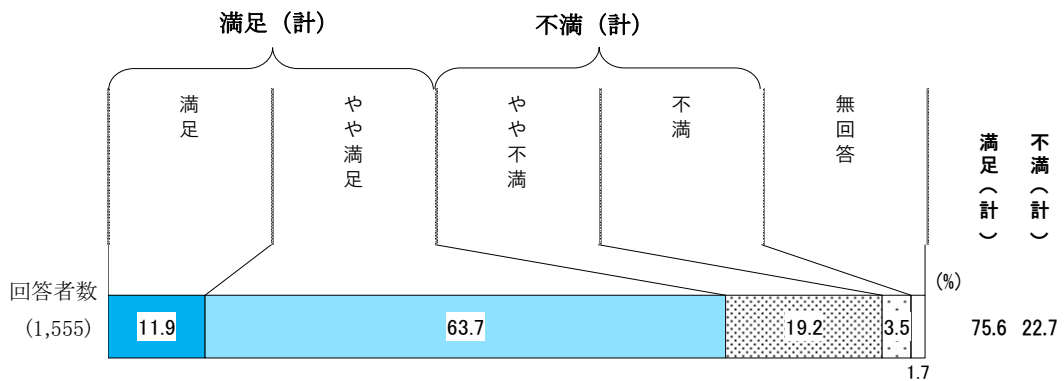 満足（計）
不満（計）
満足
やや満足
やや不満
不満
無回答
満足（計）
不満（計）
(%)
回答者数
(1,555)
11.9
63.7
19.2
3.5
1.7
75.6
22.7